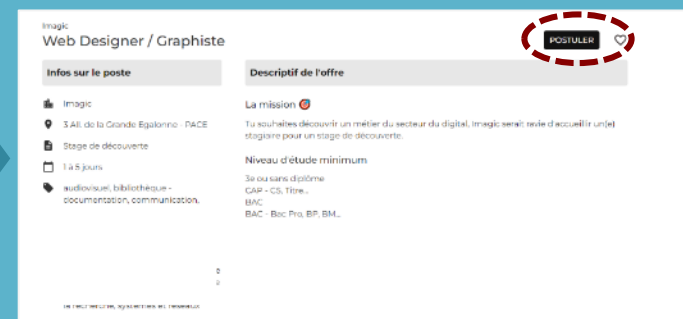 Imagic
Web Designer / Graphiste
POSTULER
Infos sur le poste
Imagic
3 All. de la Grande Egalonne - PACE
Stage de découverte
1 à 5 jours
audiovisuel, bibliothèque -
documentation, communication,
la recherche, systèmes et réseaux
Descriptif de l'offre
La mission 🎯
Tu souhaites découvrir un métier du secteur du digital, Imagic serait ravie d'accueillir un(e)
stagiaire pour un stage de découverte.
Niveau d'étude minimum
3e ou sans diplôme
CAP - CS, Titre...
BAC
BAC - Bac Pro, BP, BM...